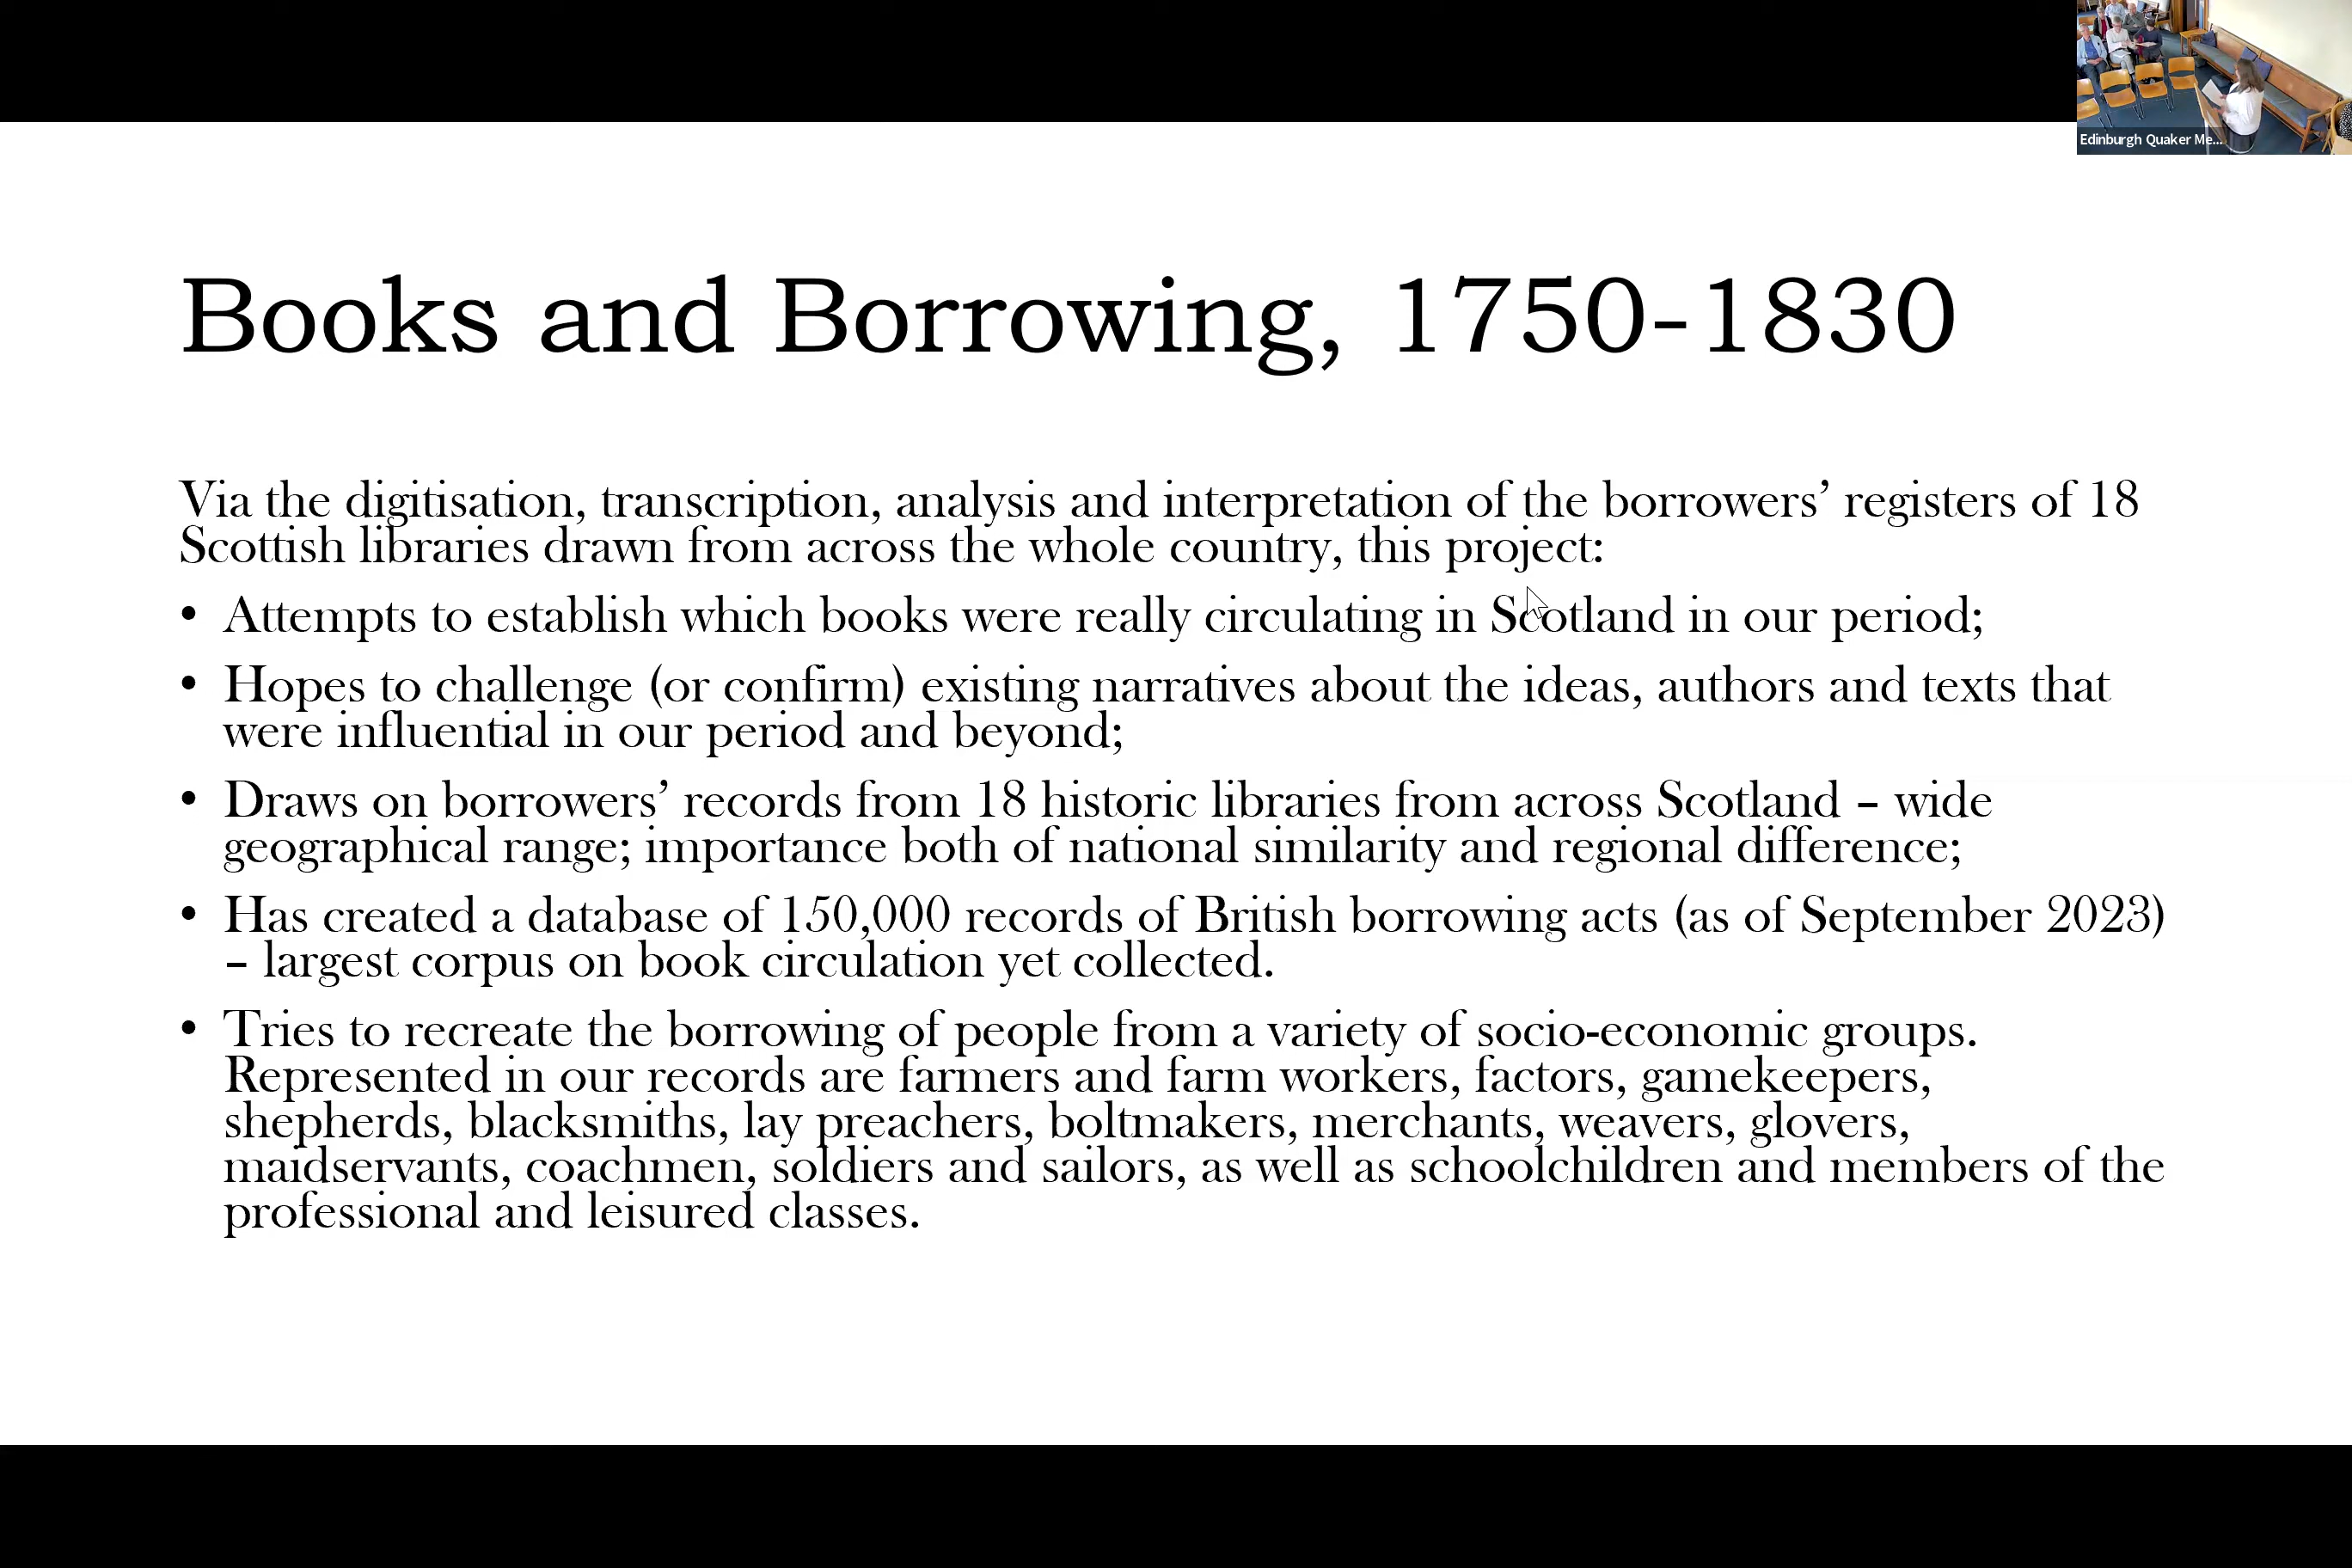 Edinburgh Quaker Me...
Books and Borrowing, 1750-1830
Via the digitisation, transcription, analysis and interpretation of the borrowers’ registers of 18
Scottish libraries drawn from across the whole country, this project:
• Attempts to establish which books were really circulating in Scotland in our period;
• Hopes to challenge (or confirm) existing narratives about the ideas, authors and texts that
were influential in our period and beyond;
• Draws on borrowers’ records from 18 historic libraries from across Scotland – wide
geographical range; importance both of national similarity and regional difference;
• Has created a database of 150,000 records of British borrowing acts (as of September 2023)
– largest corpus on book circulation yet collected.
• Tries to recreate the borrowing of people from a variety of socio-economic groups.
Represented in our records are farmers and farm workers, factors, gamekeepers,
shepherds, blacksmiths, lay preachers, boltmakers, merchants, weavers, glovers,
maidservants, coachmen, soldiers and sailors, as well as schoolchildren and members of the
professional and leisured classes.